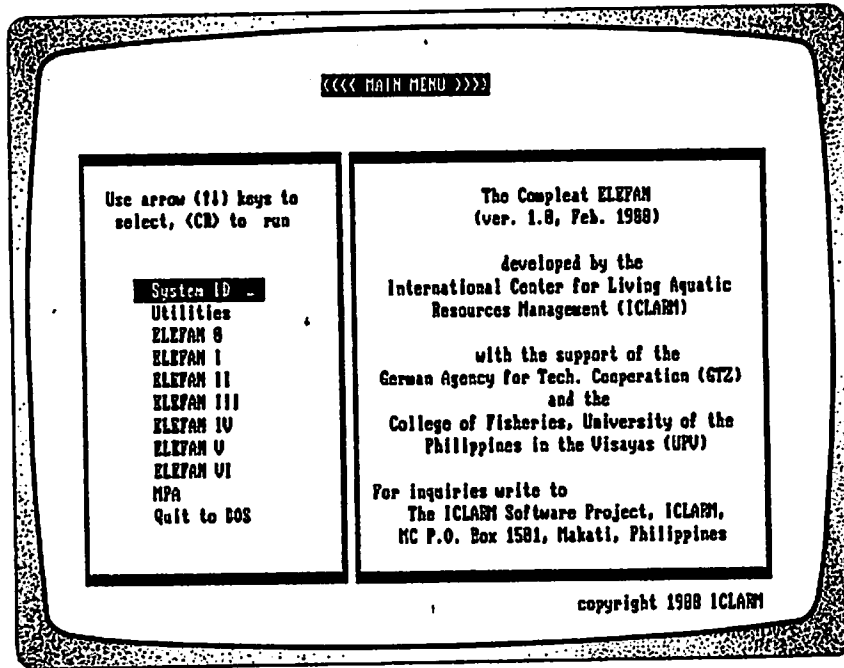 <<<< MAIN MENU >>>>
Use arrow (↑↓) keys to
select, <CR> to run
System ID _
Utilities
ELEFAN 0
ELEFAN I
ELEFAN II
ELEFAN III
ELEFAN IV
ELEFAN V
ELEFAN VI
MPA
Quit to DOS
The Compleat ELEFAN
(ver. 1.0, Feb. 1988)
developed by the
International Center for Living Aquatic
Resources Management (ICLARM)
with the support of the
German Agency for Tech. Cooperation (GTZ)
and the
College of Fisheries, University of the
Philippines in the Visayas (UPV)
For inquiries write to
The ICLARM Software Project, ICLARM,
MC P.O. Box 1501, Makati, Philippines
copyright 1988 ICLARM